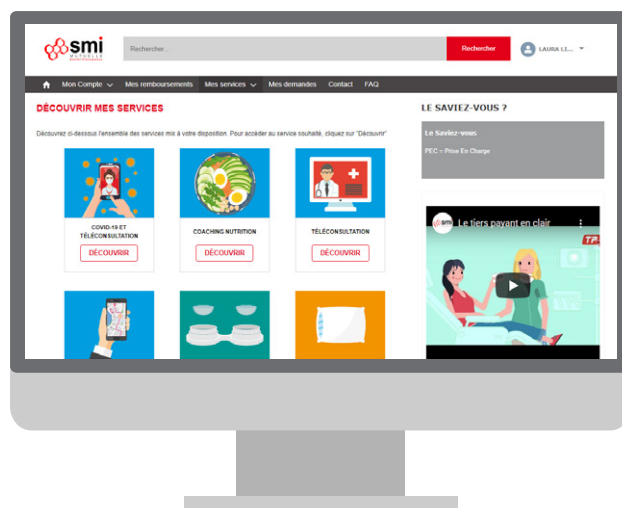 smi
MUTUELLE
Rechercher...
Rechercher
LAURA LI...
Mon Compte
Mes remboursements
Mes services
Mes demandes
Contact
FAQ
DÉCOUVRIR MES SERVICES
Découvrez ci-dessous l'ensemble des services mis à votre disposition. Pour accéder au service souhaité, cliquez sur "Découvrir"
COVID-19 ET
TÉLÉCONSULTATION
DÉCOUVRIR
COACHING NUTRITION
DÉCOUVRIR
TÉLÉCONSULTATION
DÉCOUVRIR
LE SAVIEZ-VOUS ?
Le Saviez-vous
PEC = Prise En Charge
smi
Le tiers payant en clair